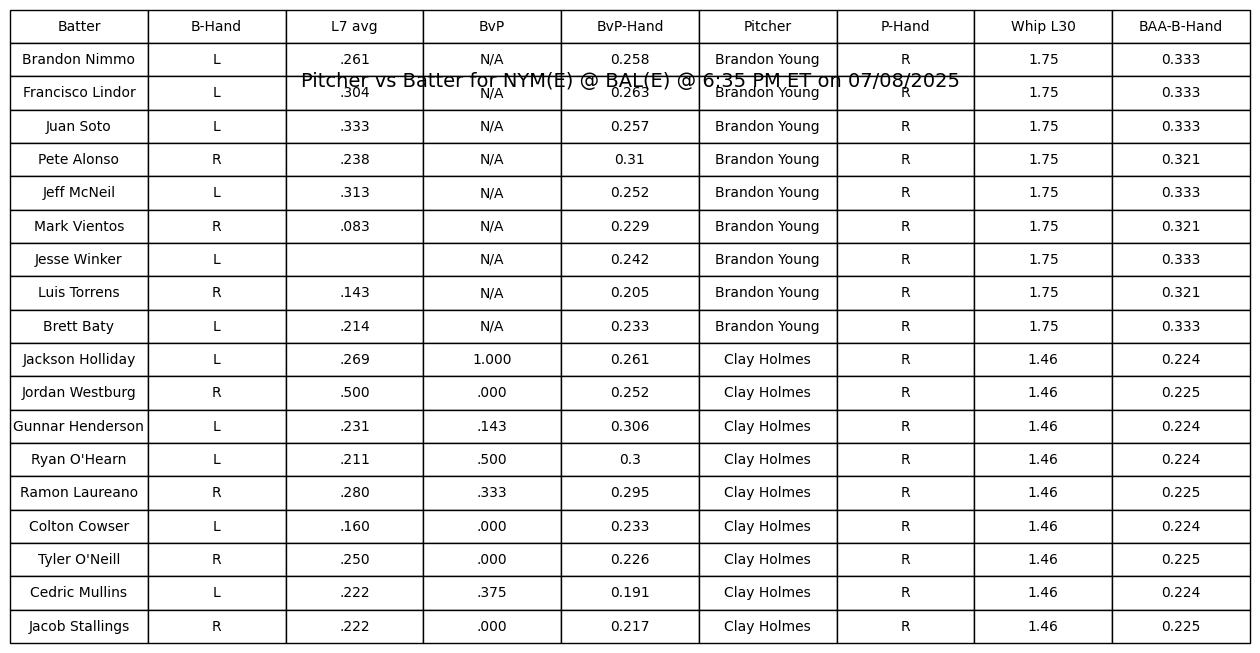 Batter B-Hand L7 avg BvP BvP-Hand Pitcher P-Hand Whip L30 BAA-B-Hand
Brandon Nimmo L .261 N/A 0.258 Brandon Young R 1.75 0.333
Pitcher vs Batter for NYM(E) @ BAL(E) @ 6:35 PM ET on 07/08/2025
Francisco Lindor L .304 N/A 0.263 Brandon Young R 1.75 0.333
Juan Soto L .333 N/A 0.257 Brandon Young R 1.75 0.333
Pete Alonso R .238 N/A 0.31 Brandon Young R 1.75 0.321
Jeff McNeil L .313 N/A 0.252 Brandon Young R 1.75 0.333
Mark Vientos R .083 N/A 0.229 Brandon Young R 1.75 0.321
Jesse Winker L N/A 0.242 Brandon Young R 1.75 0.333
Luis Torrens R .143 N/A 0.205 Brandon Young R 1.75 0.321
Brett Baty L .214 N/A 0.233 Brandon Young R 1.75 0.333
Jackson Holliday L .269 1.000 0.261 Clay Holmes R 1.46 0.224
Jordan Westburg R .500 .000 0.252 Clay Holmes R 1.46 0.225
Gunnar Henderson L .231 .143 0.306 Clay Holmes R 1.46 0.224
Ryan O'Hearn L .211 .500 0.3 Clay Holmes R 1.46 0.224
Ramon Laureano R .280 .333 0.295 Clay Holmes R 1.46 0.225
Colton Cowser L .160 .000 0.233 Clay Holmes R 1.46 0.224
Tyler O'Neill R .250 .000 0.226 Clay Holmes R 1.46 0.225
Cedric Mullins L .222 .375 0.191 Clay Holmes R 1.46 0.224
Jacob Stallings R .222 .000 0.217 Clay Holmes R 1.46 0.225